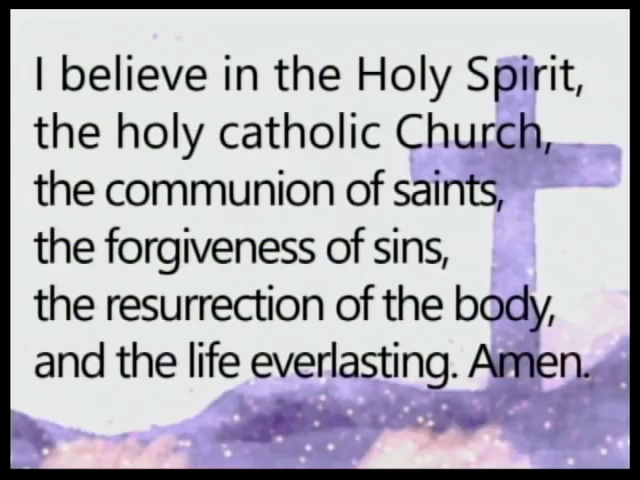 I believe in the Holy Spirit,
the holy catholic Church,
the communion of saints,
the forgiveness of sins,
the resurrection of the body,
and the life everlasting. Amen.